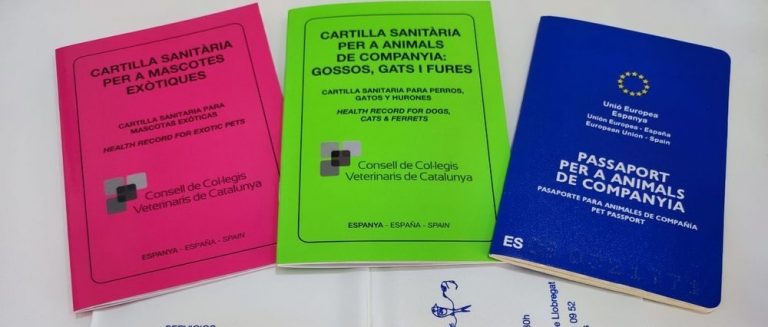 CARTILLA SANITÀRIA
PER A MASCOTES
EXÒTIQUES
CARTILLA SANITARIA PARA
MASCOTAS EXÓTICAS
HEALTH RECORD FOR EXOTIC PETS
Consell de Col·legis
Veterinaris de Catalunya
ESPANYA - ESPAÑA - SPAIN
CARTILLA SANITÀRIA
PER A ANIMALS
DE COMPANYIA:
GOSSOS, GATS I FURES
CARTILLA SANITARIA PARA PERROS,
GATOS Y HURONES
HEALTH RECORD FOR DOGS,
CATS & FERRETS
Consell de Col·legis
Veterinaris de Catalunya
ESPANYA - ESPAÑA - SPAIN
Unió Europea
Espanya
Unión Europea - España
European Union - Spain
PASSAPORT
PER A ANIMALS
DE COMPANYIA
PASAPORTE PARA ANIMALES DE COMPAÑÍA
PET PASSPORT
ES
SERVICIOS
e Llobregat
09 52